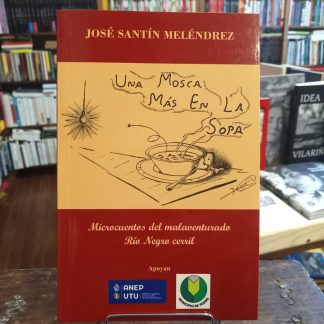 JOSÉ SANTÍN MELÉNDREZ
UNA MOSCA
MÁS EN LA
SOPA
Microcuentos del malaventurado
Río Negro cerril
Apoyan
ANEP
UTU
IDEA
VILARIÑ